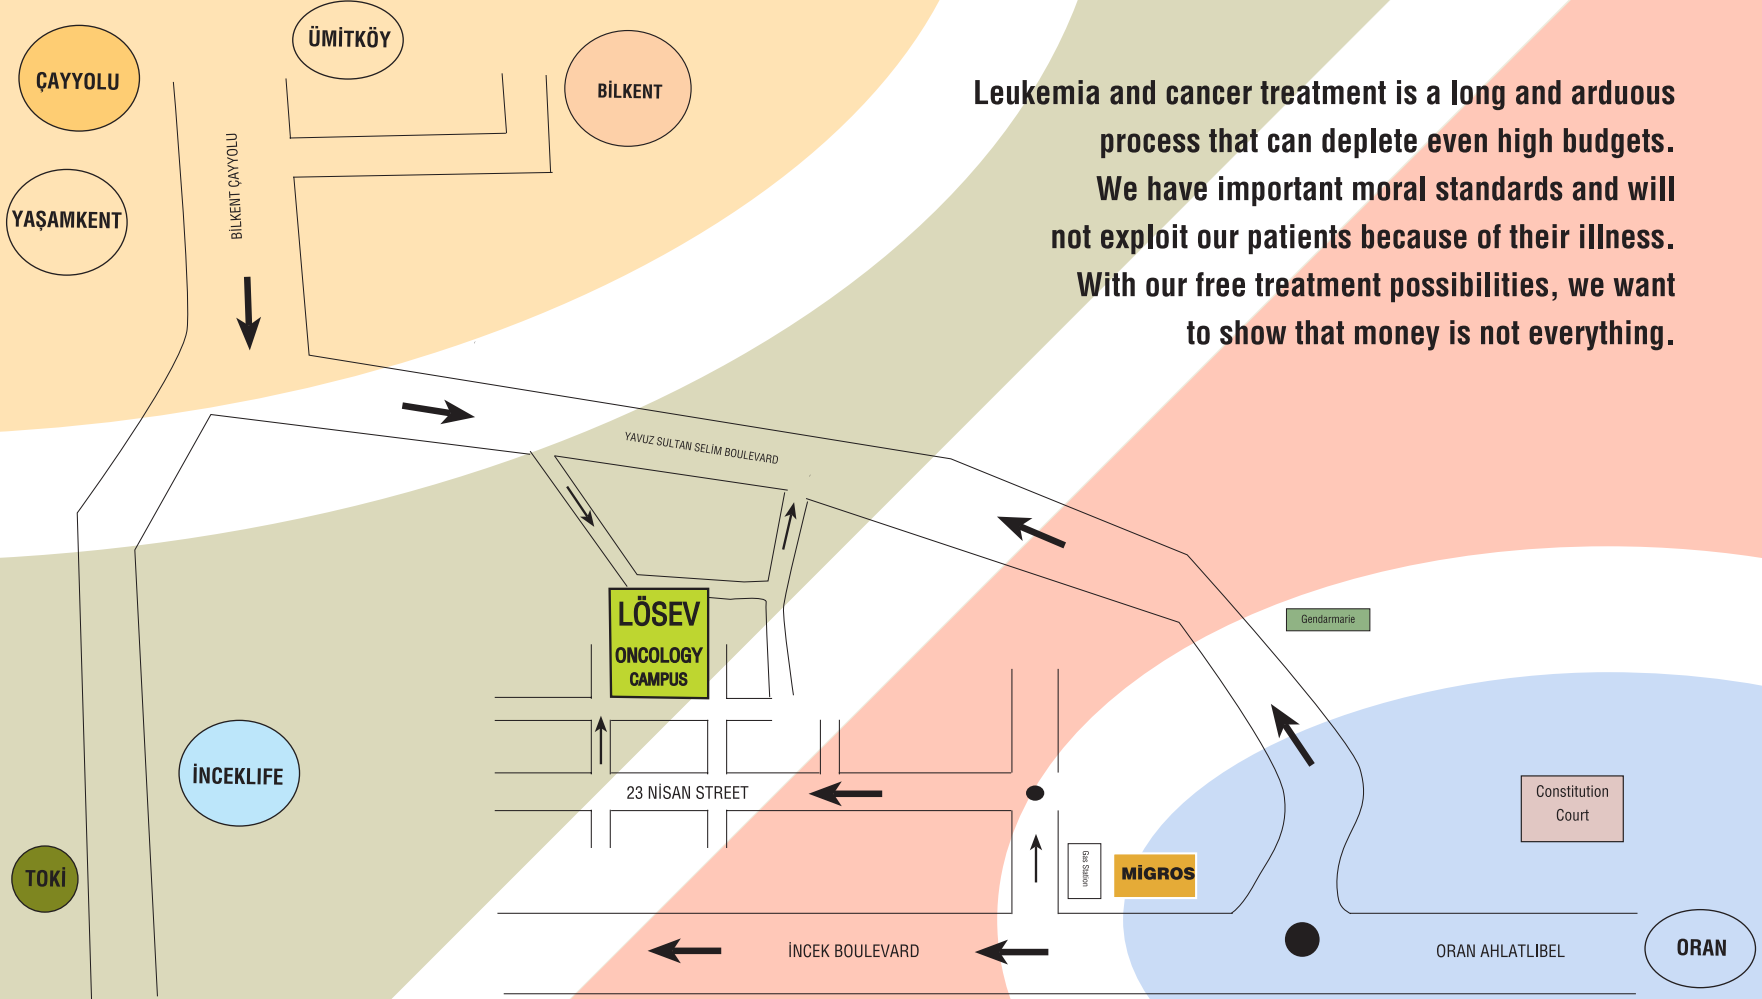 ÜMİTKÖY
ÇAYYOLU
BİLKENT
Leukemia and cancer treatment is a long and arduous
process that can deplete even high budgets.
We have important moral standards and will
not exploit our patients because of their illness.
With our free treatment possibilities, we want
to show that money is not everything.
BİLKENT ÇAYYOLU
YAŞAMKENT
YAVUZ SULTAN SELİM BOULEVARD
LÖSEV
ONCOLOGY
CAMPUS
Gendarmarie
İNCEKLIFE
23 NİSAN STREET
Constitution
Court
Gas Station
MİGROS
TOKİ
İNCEK BOULEVARD
ORAN AHLATLIBEL
ORAN